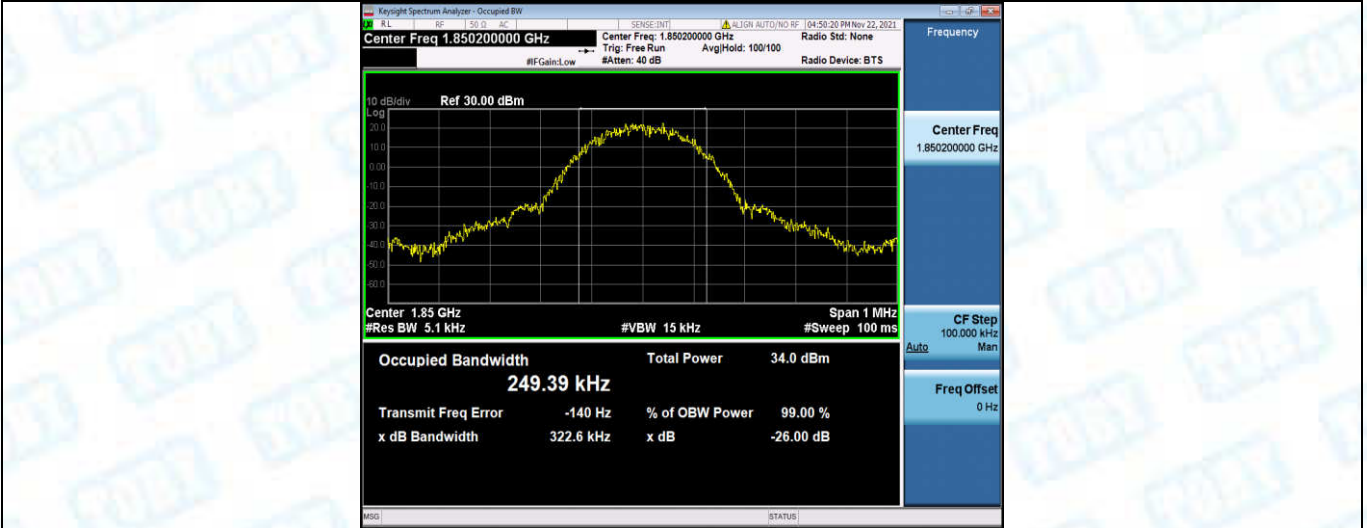 Keysight Spectrum Analyzer - Occupied BW
RL RF 50 Ω AC SENSE:INT ALIGN AUTO/NO RF 04:50:20 PM Nov 22, 2021
Center Freq 1.850200000 GHz
Center Freq: 1.850200000 GHz Radio Std: None
Trig: Free Run Avg|Hold: 100/100
#IFGain:Low #Atten: 40 dB Radio Device: BTS
10 dB/div Ref 30.00 dBm
Log
20.0
10.0
0.00
-10.0
-20.0
-30.0
-40.0
-50.0
-60.0
Center 1.85 GHz Span 1 MHz
#Res BW 5.1 kHz #VBW 15 kHz #Sweep 100 ms
Occupied Bandwidth Total Power 34.0 dBm
249.39 kHz
Transmit Freq Error -140 Hz % of OBW Power 99.00 %
x dB Bandwidth 322.6 kHz x dB -26.00 dB
MSG STATUS
Frequency
Center Freq
1.850200000 GHz
CF Step
100.000 kHz
Auto Man
Freq Offset
0 Hz